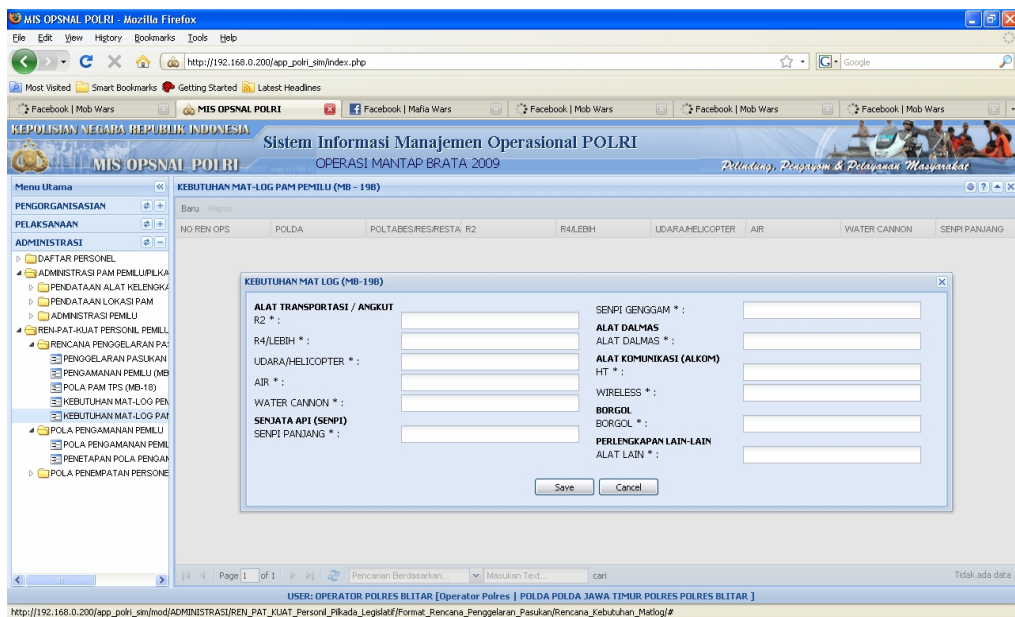 MIS OPSNAL POLRI - Mozilla Firefox
File Edit View History Bookmarks Tools Help
http://192.168.0.200/app_polri_sim/index.php
Google
Most Visited Smart Bookmarks Getting Started Latest Headlines
Facebook | Mob Wars MIS OPSNAL POLRI Facebook | Mafia Wars Facebook | Mob Wars Facebook | Mob Wars Facebook | Mob Wars
KEPOLISIAN NEGARA REPUBLIK INDONESIA
Sistem Informasi Manajemen Operasional POLRI
MIS OPSNAL POLRI OPERASI MANTAP BRATA 2009
Pelindung, Pengayom & Pelayanan Masyarakat
Menu Utama
KEBUTUHAN MAT-LOG PAM PEMILU (MB - 19B)
PENGORGANISASIAN
Baru Hapus
PELAKSANAAN
NO REN OPS POLDA POLTABES/RES/RESTA R2 R4/LEBIH UDARA/HELICOPTER AIR WATER CANNON SENPI PANJANG
ADMINISTRASI
DAFTAR PERSONEL
ADMINISTRASI PAM PEMILU/PILKA
PENDATAAN ALAT KELENGKA
PENDATAAN LOKASI PAM
ADMINISTRASI PEMILU
REN-PAT-KUAT PERSONIL PEMILU
RENCANA PENGGELARAN PA
PENGGELARAN PASUKAN
PENGAMANAN PEMILU (MB
POLA PAM TPS (MB-18)
KEBUTUHAN MAT-LOG PEN
KEBUTUHAN MAT-LOG PAM
POLA PENGAMANAN PEMILU
POLA PENGAMANAN PEMIL
PENETAPAN POLA PENGAN
POLA PENEMPATAN PERSONE
KEBUTUHAN MAT LOG (MB-19B)
ALAT TRANSPORTASI / ANGKUT
R2 * :
R4/LEBIH * :
UDARA/HELICOPTER * :
AIR * :
WATER CANNON * :
SENJATA API (SENPI)
SENPI PANJANG * :
SENPI GENGGAM * :
ALAT DALMAS
ALAT DALMAS * :
ALAT KOMUNIKASI (ALKOM)
HT * :
WIRELESS * :
BORGOL
BORGOL * :
PERLENGKAPAN LAIN-LAIN
ALAT LAIN * :
Save Cancel
Page 1 of 1 Pencarian Berdasarkan... Masukan Text... cari Tidak ada data
USER: OPERATOR POLRES BLITAR [Operator Polres | POLDA POLDA JAWA TIMUR POLRES POLRES BLITAR ]
http://192.168.0.200/app_polri_sim/mod/ADMINISTRASI/REN_PAT_KUAT_Personil_Pilkada_Legislatif/Format_Rencana_Penggelaran_Pasukan/Rencana_Kebutuhan_Matlog/#